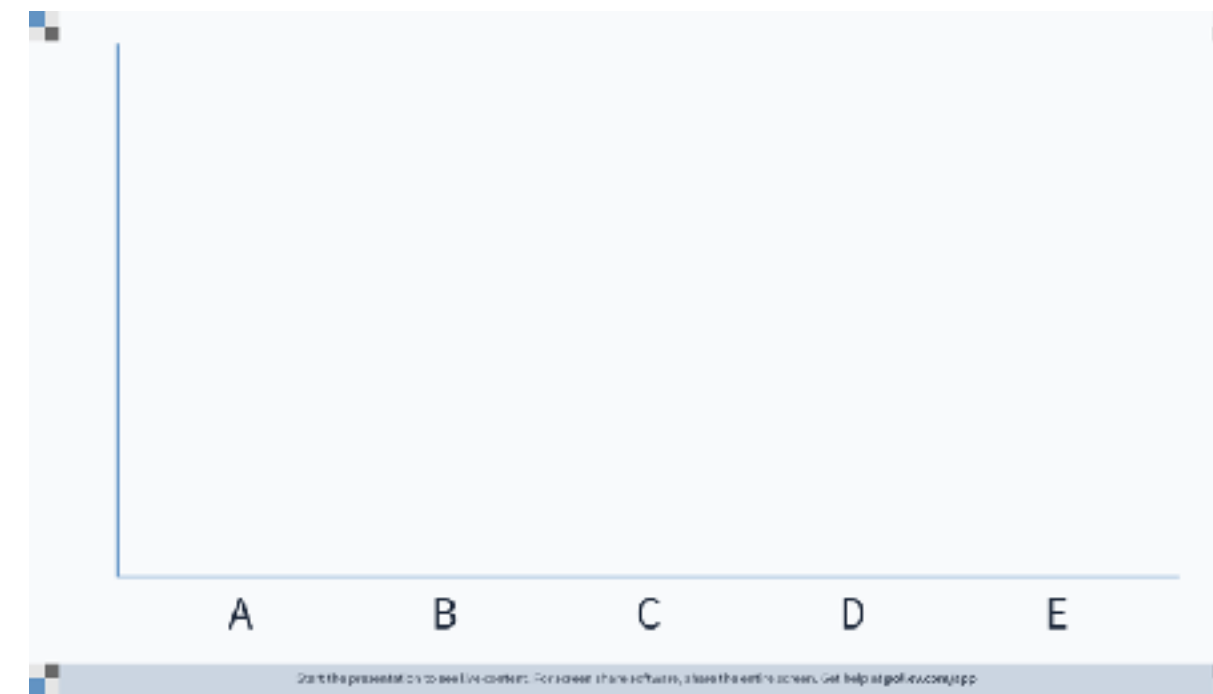 A B C D E
Start the presentation to see live content. For screen share software, share the entire screen. Get help at pollev.com/app